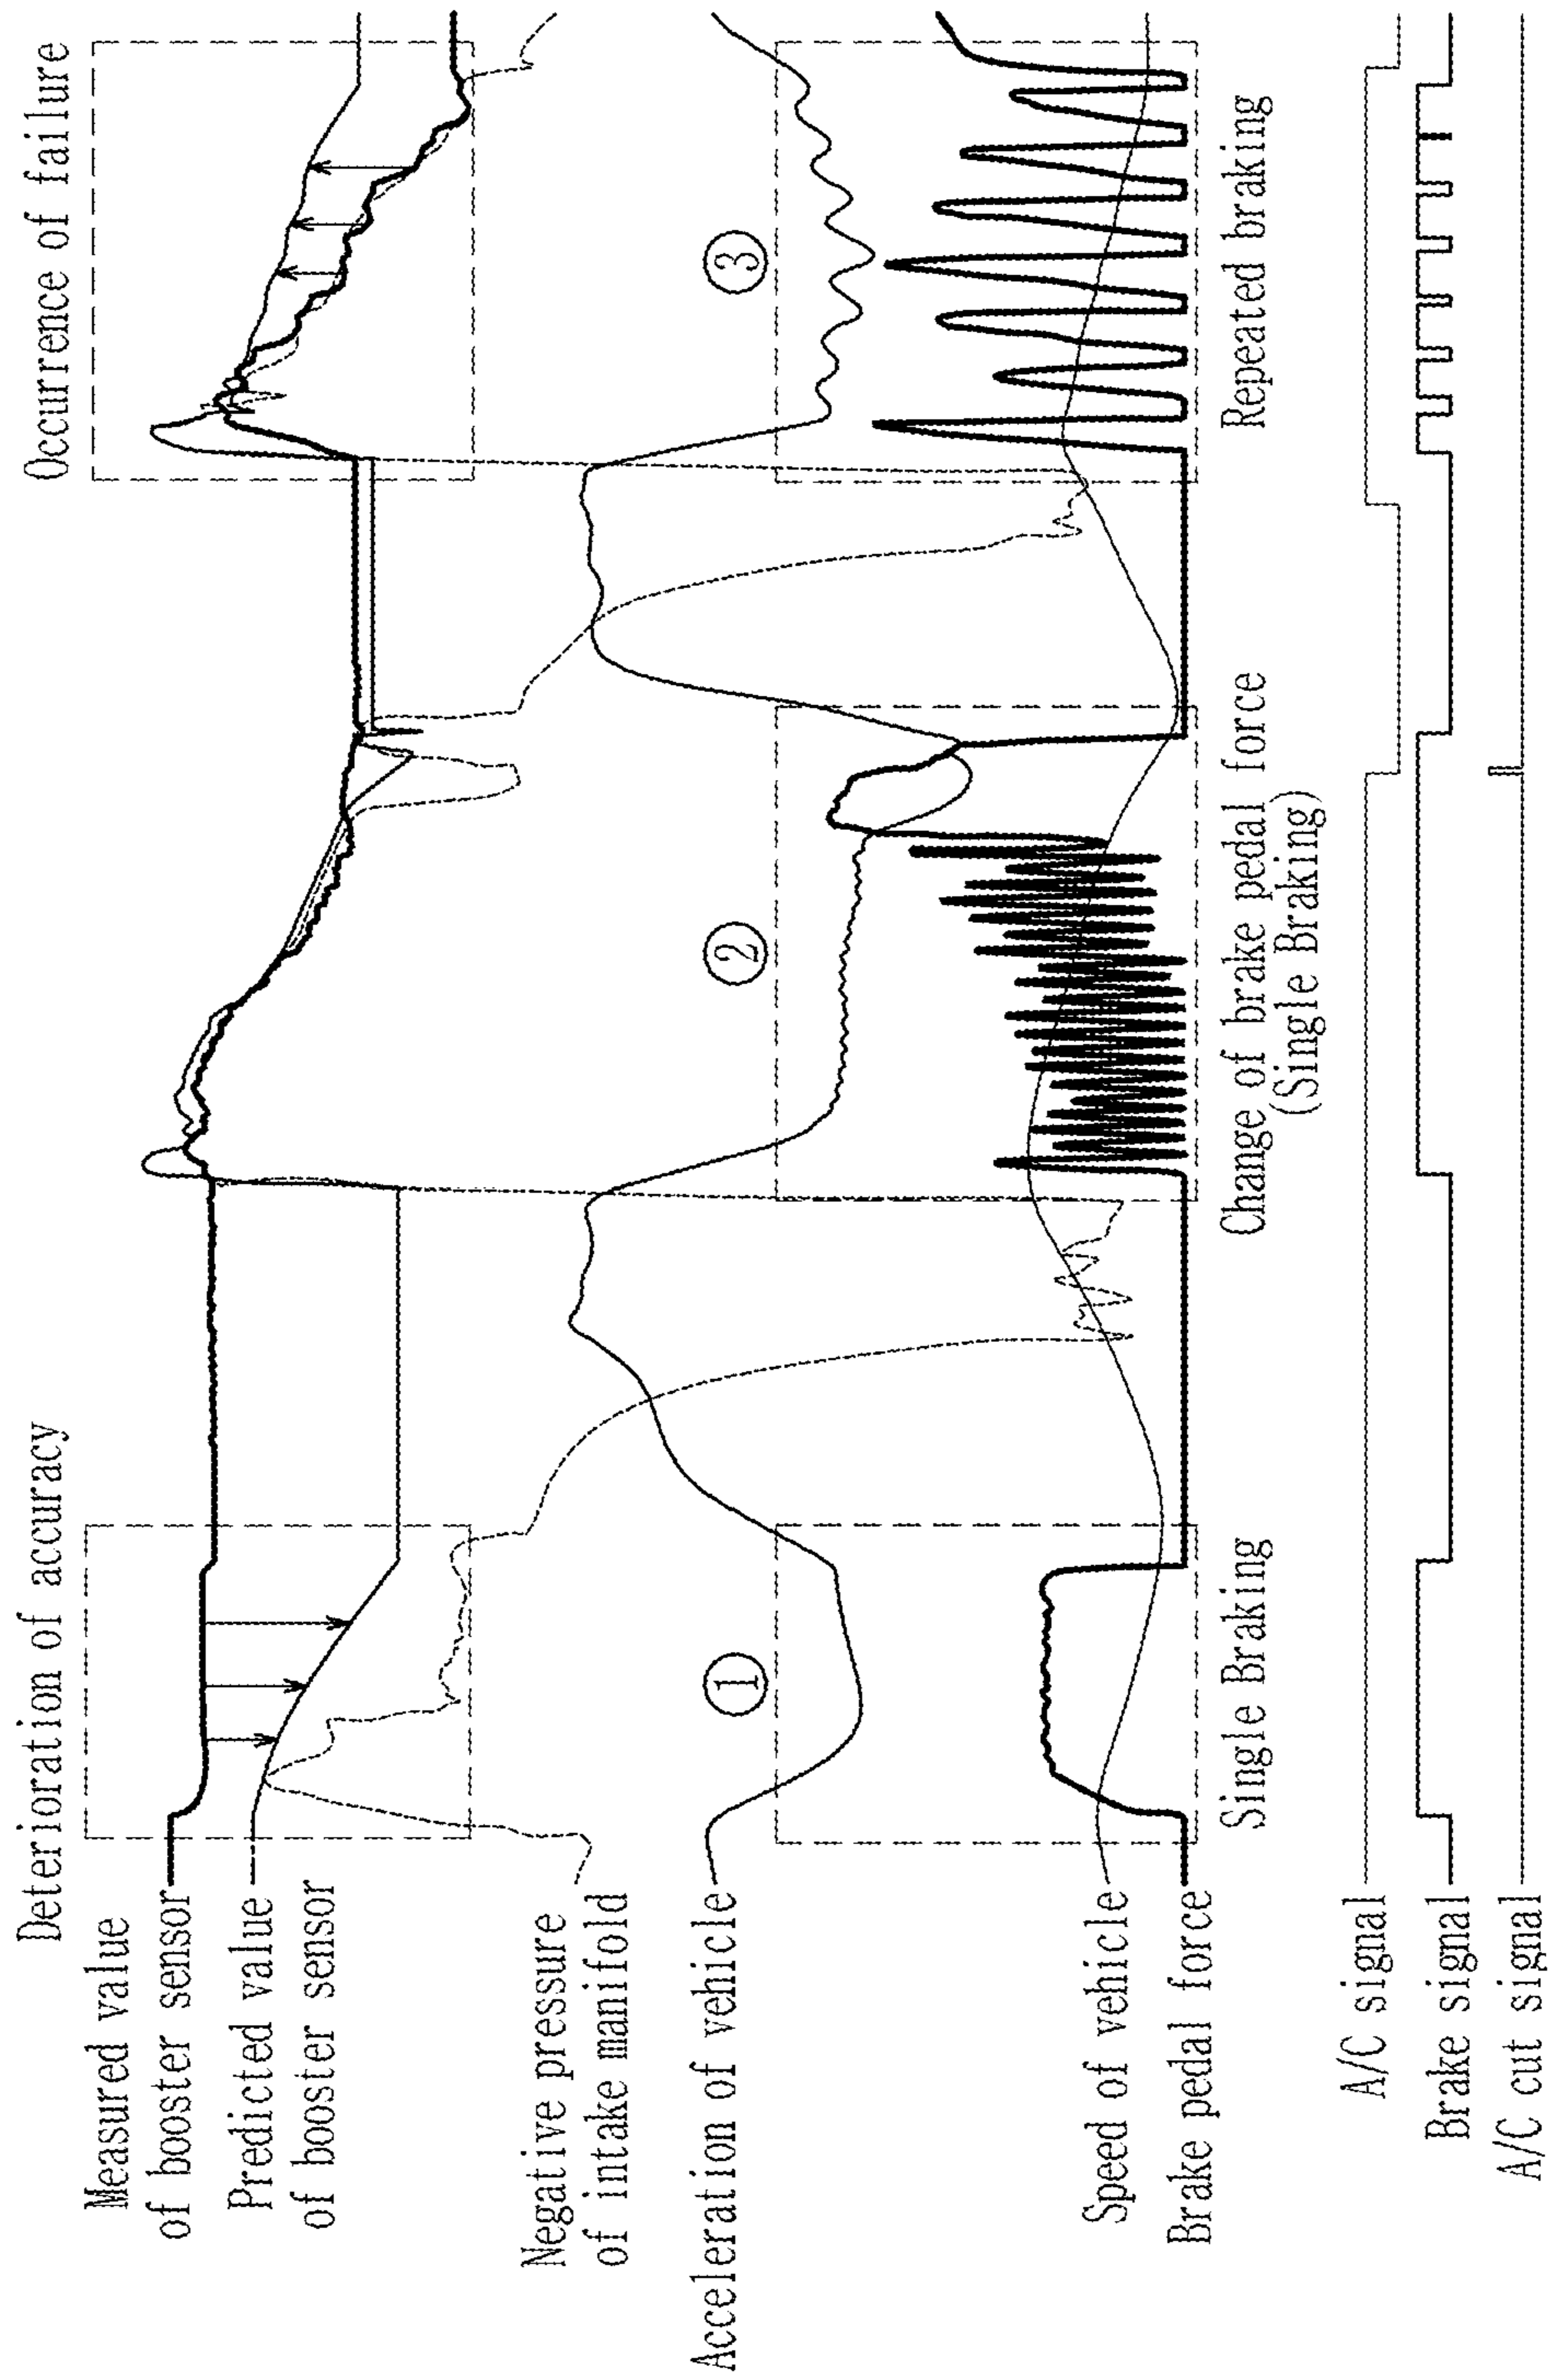 Deterioration of accuracy
Occurrence of failure
Measured value
of booster sensor
Predicted value
of booster sensor
Negative pressure
of intake manifold
Acceleration of vehicle
①
②
③
Speed of vehicle
Brake pedal force
Single Braking
Change of brake pedal force
(Single Braking)
Repeated braking
A/C signal
Brake signal
A/C cut signal